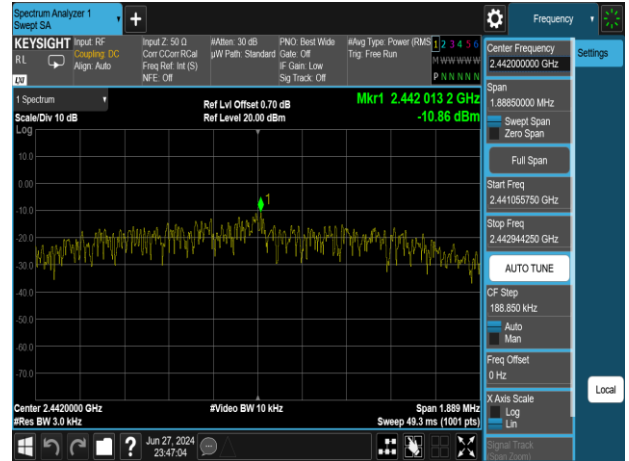 Spectrum Analyzer 1
Swept SA
+
Frequency
KEYSIGHT
RL
LXI
Input: RF
Coupling: DC
Align: Auto
Input Z: 50 Ω
Corr CCorr RCal
Freq Ref: Int (S)
NFE: Off
#Atten: 30 dB
µW Path: Standard
PNO: Best Wide
Gate: Off
IF Gain: Low
Sig Track: Off
#Avg Type: Power (RMS
Trig: Free Run
1 2 3 4 5 6
M W W W W W
P N N N N N
1 Spectrum
Scale/Div 10 dB
Log
Ref Lvl Offset 0.70 dB
Ref Level 20.00 dBm
Mkr1 2.442 013 2 GHz
-10.86 dBm
10.0
0.00
-10.0
-20.0
-30.0
-40.0
-50.0
-60.0
-70.0
1
Center 2.4420000 GHz
#Res BW 3.0 kHz
#Video BW 10 kHz
Span 1.889 MHz
Sweep 49.3 ms (1001 pts)
Center Frequency
2.442000000 GHz
Settings
Span
1.88850000 MHz
Swept Span
Zero Span
Full Span
Start Freq
2.441055750 GHz
Stop Freq
2.442944250 GHz
AUTO TUNE
CF Step
188.850 kHz
Auto
Man
Freq Offset
0 Hz
X Axis Scale
Log
Lin
Local
Signal Track
(Span Zoom)
?
Jun 27, 2024
23:47:04